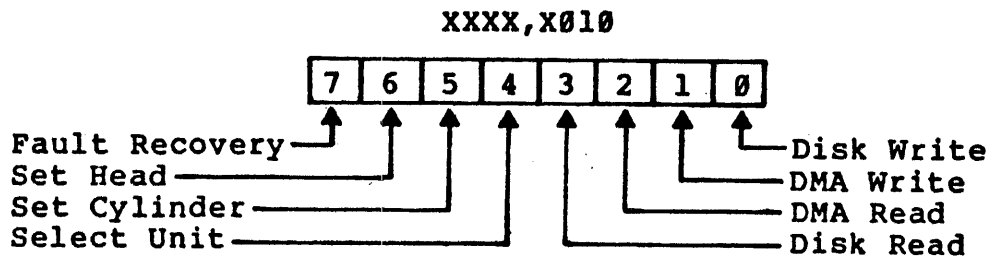 XXXX,X010
7 6 5 4 3 2 1 0
Fault Recovery
Set Head
Set Cylinder
Select Unit
Disk Write
DMA Write
DMA Read
Disk Read